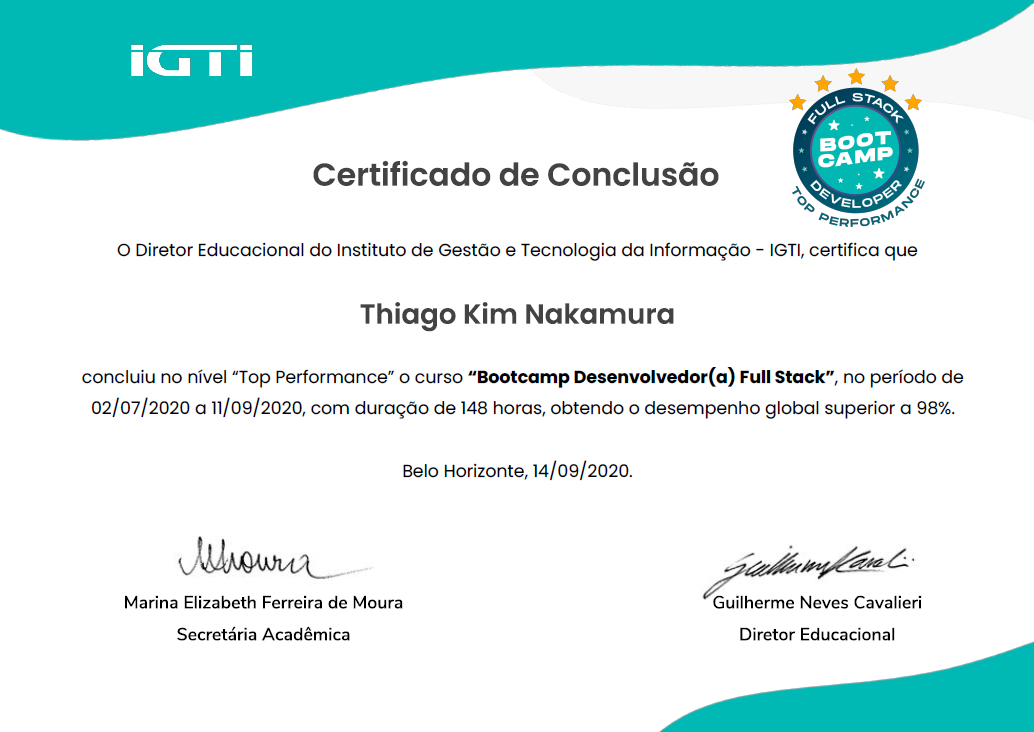 iGTi
FULL STACK
BOOT
CAMP
DEVELOPER
TOP PERFORMANCE
Certificado de Conclusão
O Diretor Educacional do Instituto de Gestão e Tecnologia da Informação - IGTI, certifica que
Thiago Kim Nakamura
concluiu no nível “Top Performance” o curso “Bootcamp Desenvolvedor(a) Full Stack”, no período de
02/07/2020 a 11/09/2020, com duração de 148 horas, obtendo o desempenho global superior a 98%.
Belo Horizonte, 14/09/2020.
Marina Elizabeth Ferreira de Moura
Secretária Acadêmica
Guilherme Neves Cavalieri
Diretor Educacional